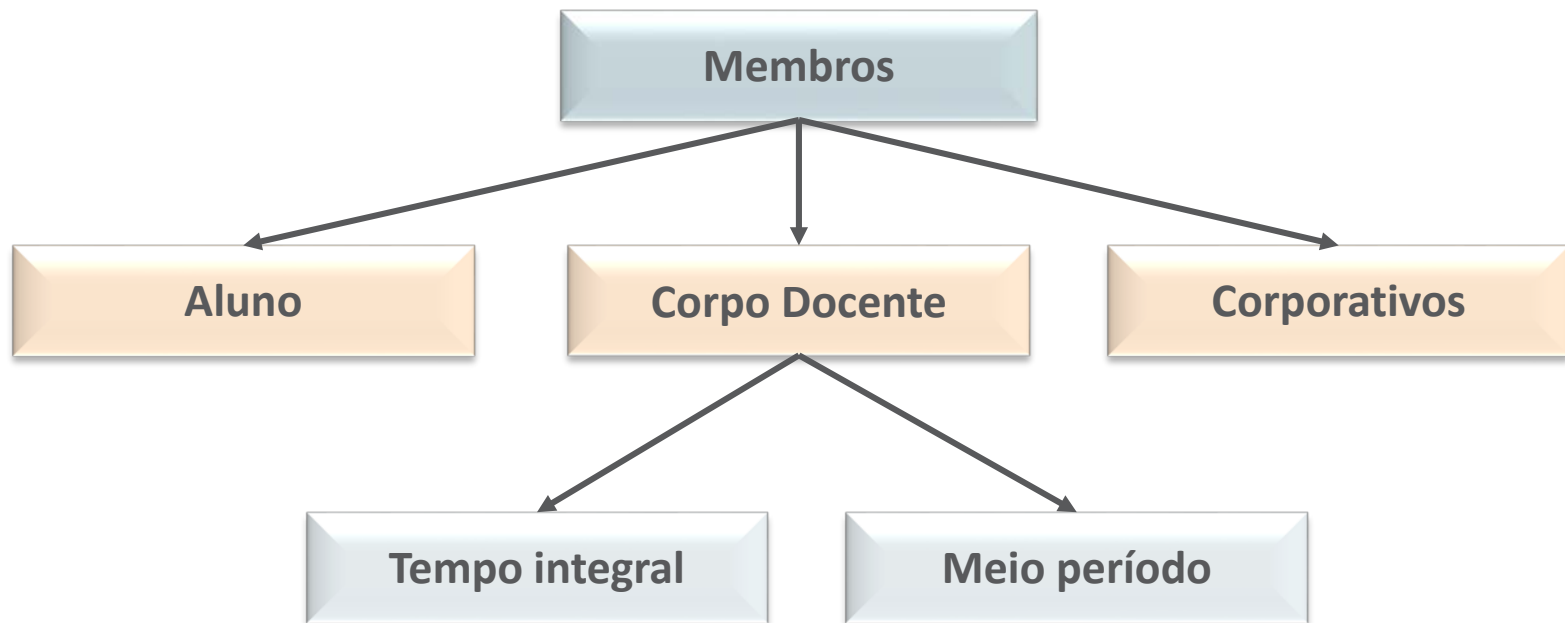 Membros
Aluno
Corpo Docente
Corporativos
Tempo integral
Meio período